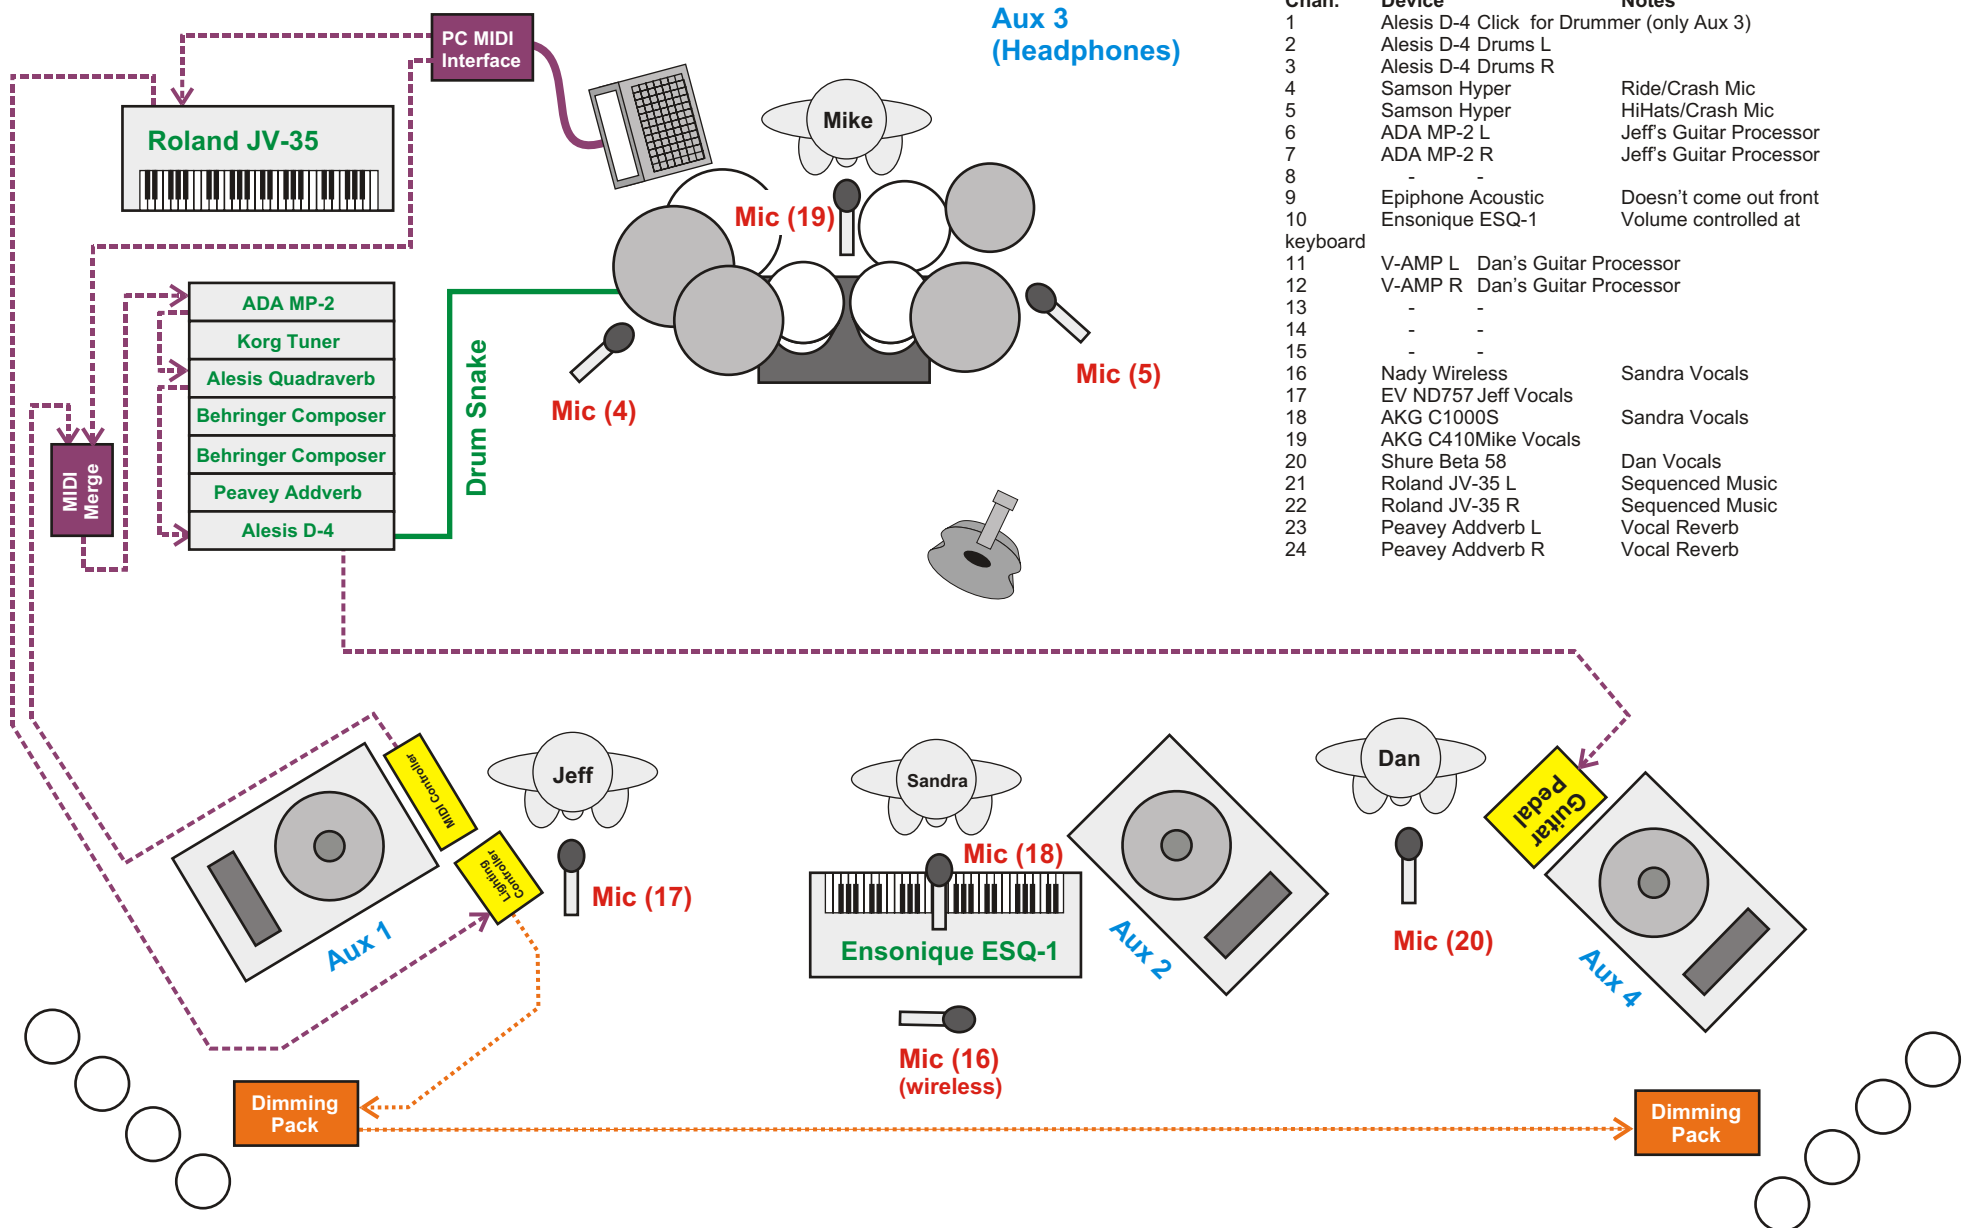 Aux 3
(Headphones)
Chan. Device Notes
1 Alesis D-4 Click for Drummer (only Aux 3)
2 Alesis D-4 Drums L
3 Alesis D-4 Drums R
4 Samson Hyper Ride/Crash Mic
5 Samson Hyper HiHats/Crash Mic
6 ADA MP-2 L Jeff's Guitar Processor
7 ADA MP-2 R Jeff's Guitar Processor
8 - -
9 Epiphone Acoustic Doesn't come out front
10 Ensonique ESQ-1 Volume controlled at
keyboard
11 V-AMP L Dan's Guitar Processor
12 V-AMP R Dan's Guitar Processor
13 - -
14 - -
15 - -
16 Nady Wireless Sandra Vocals
17 EV ND757 Jeff Vocals
18 AKG C1000S Sandra Vocals
19 AKG C410Mike Vocals
20 Shure Beta 58 Dan Vocals
21 Roland JV-35 L Sequenced Music
22 Roland JV-35 R Sequenced Music
23 Peavey Addverb L Vocal Reverb
24 Peavey Addverb R Vocal Reverb
PC MIDI
Interface
Roland JV-35
Mike
Mic (19)
Mic (4)
Mic (5)
ADA MP-2
Korg Tuner
Alesis Quadraverb
Behringer Composer
Behringer Composer
Peavey Addverb
Alesis D-4
MIDI
Merge
Drum Snake
MIDI Controller
Lighting
Controller
Jeff
Sandra
Dan
Guitar
Pedal
Mic (17)
Mic (18)
Mic (20)
Ensonique ESQ-1
Aux 1
Aux 2
Aux 4
Mic (16)
(wireless)
Dimming
Pack
Dimming
Pack